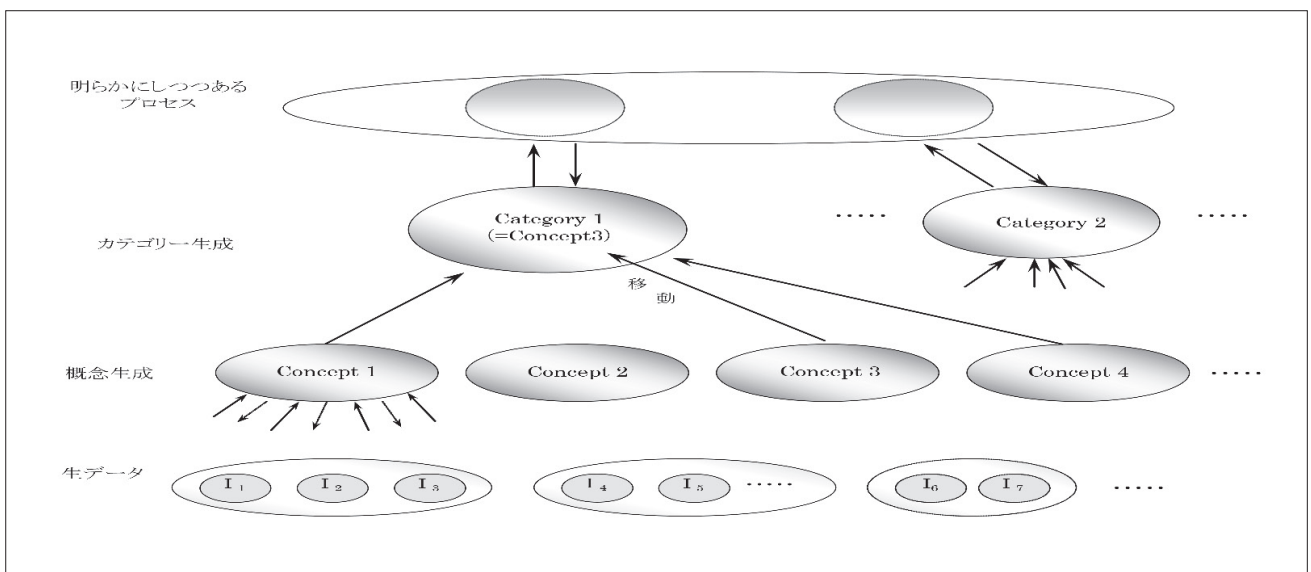 明らかにしつつある
プロセス
Category 1
(=Concept3)
.....
Category 2
.....
カテゴリー生成
移
動
概念生成
Concept 1
Concept 2
Concept 3
Concept 4
.....
生データ
I₁
I₂
I₃
I₄
I₅
.....
I₆
I₇
.....